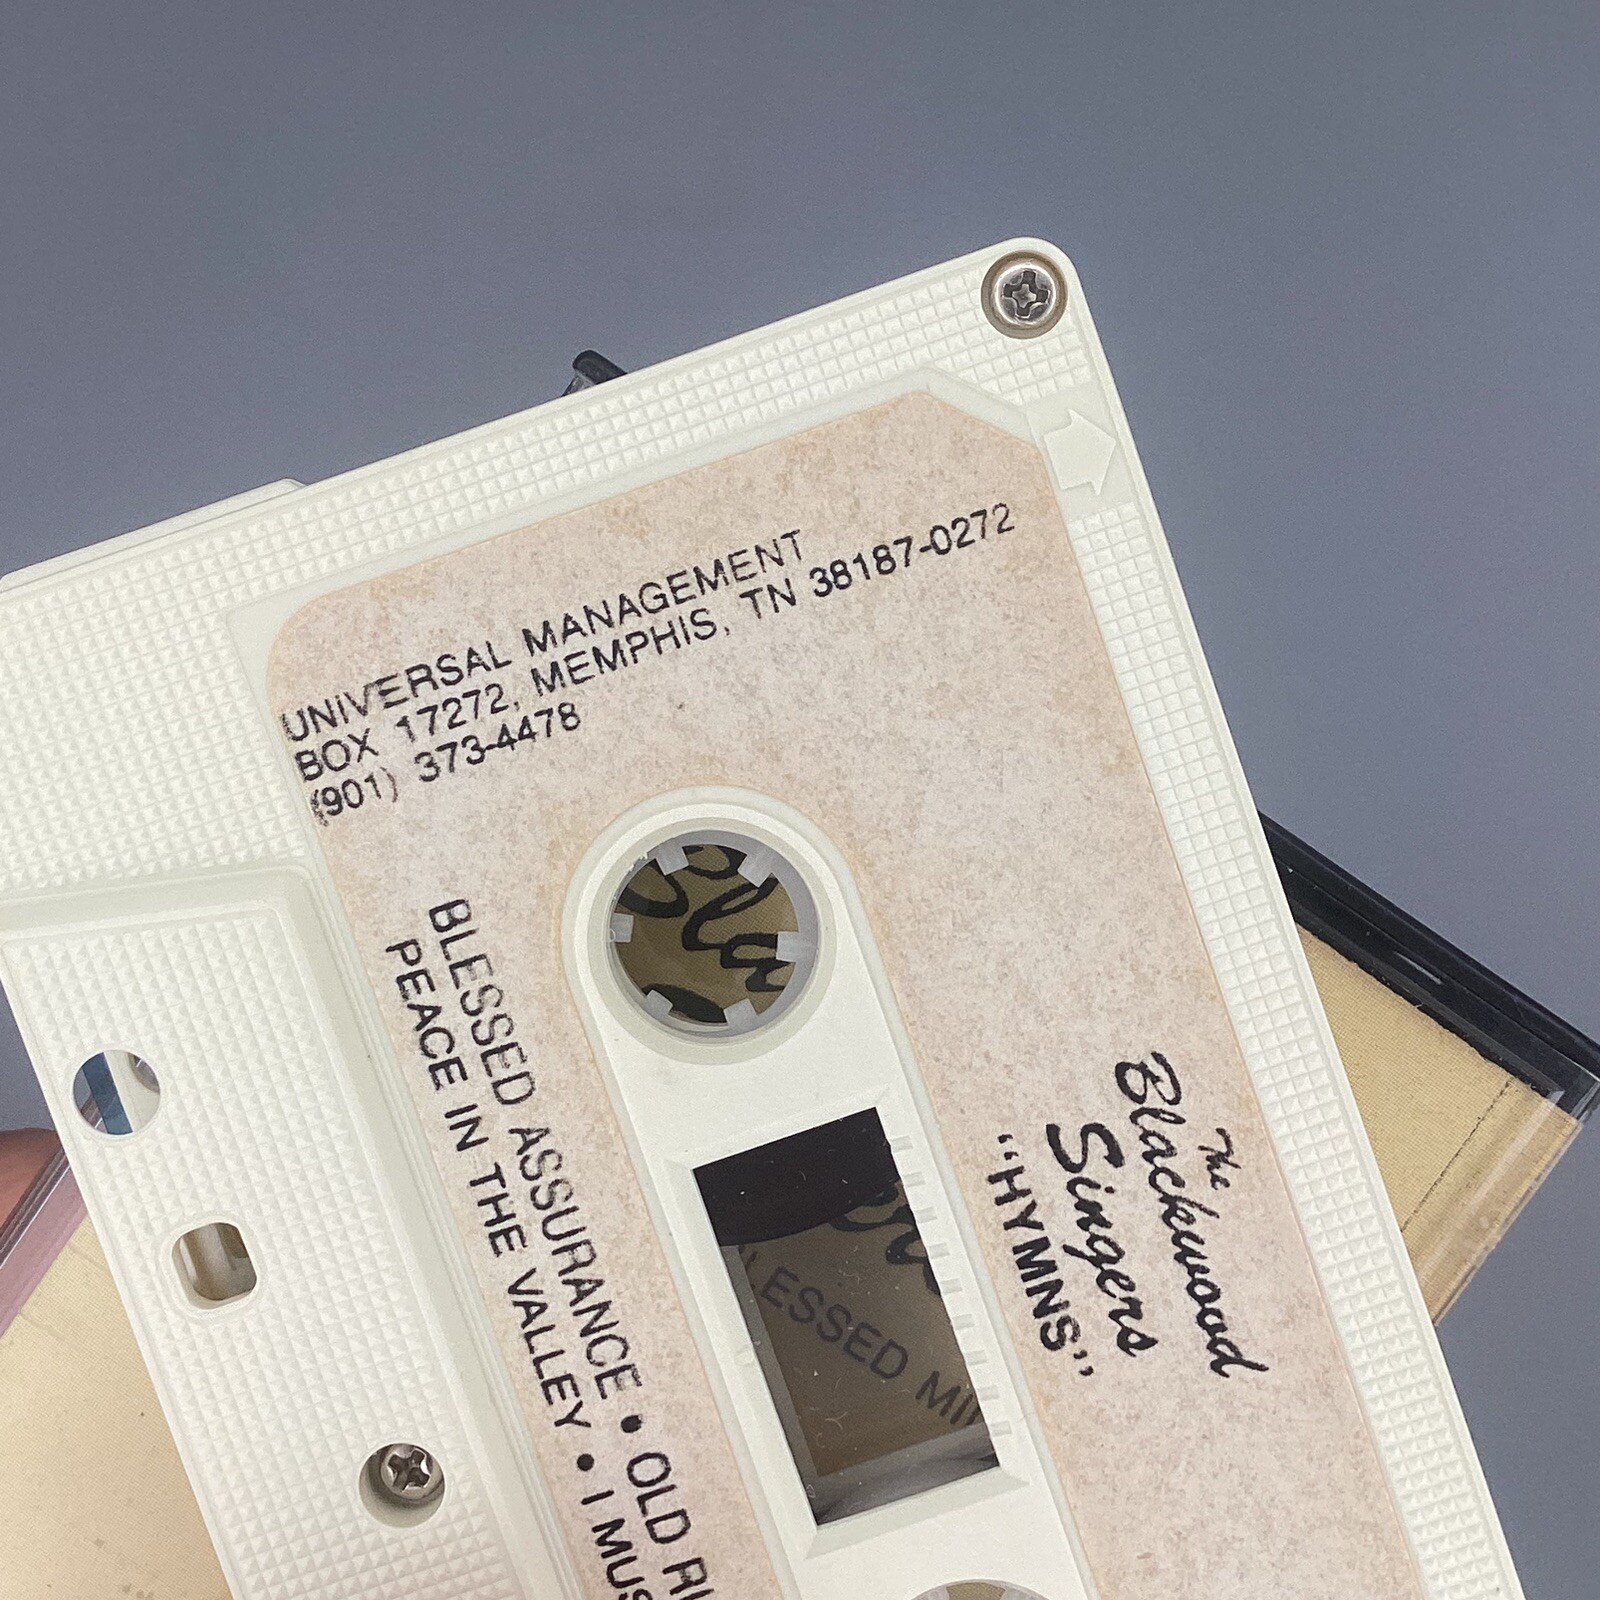 UNIVERSAL MANAGEMENT
BOX 17272, MEMPHIS, TN 38187-0272
(901) 373-4478
The
Blackwood
Singers
"HYMNS"
BLESSED ASSURANCE • OLD
PEACE IN THE VALLEY • I
Bla